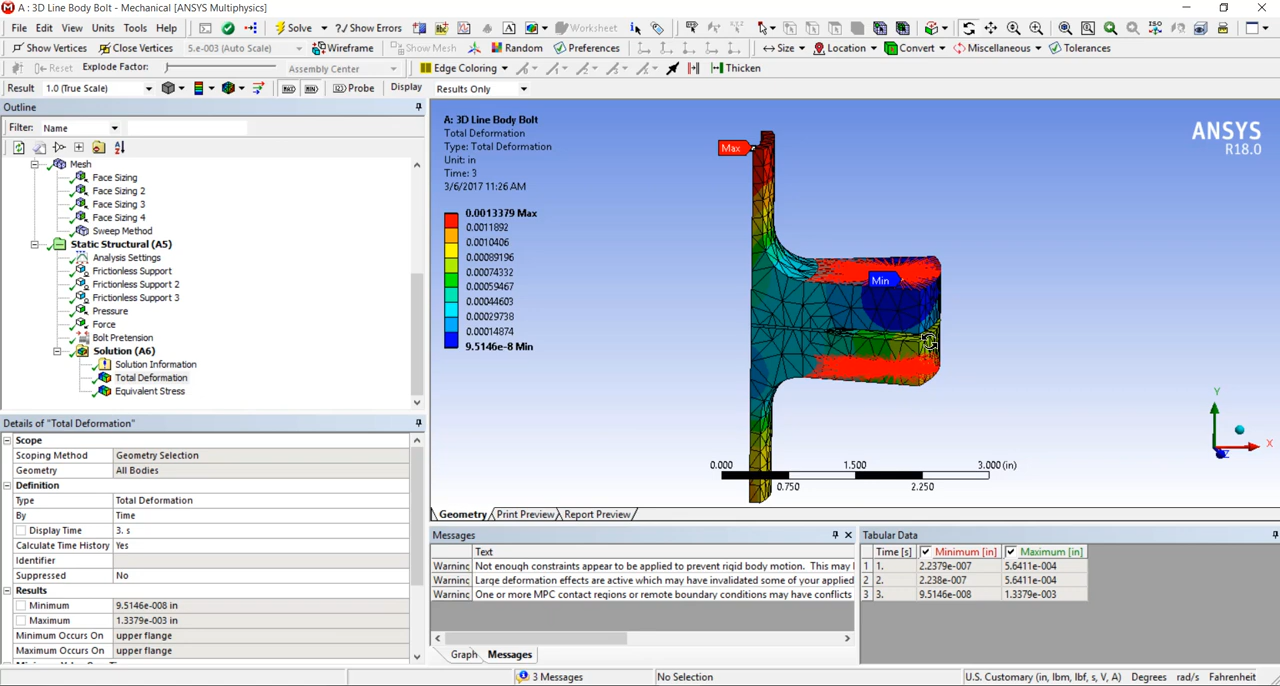 A : 3D Line Body Bolt - Mechanical [ANSYS Multiphysics]
File Edit View Units Tools Help Solve ?/Show Errors Worksheet
Show Vertices Close Vertices 5.e-003 (Auto Scale) Wireframe Show Mesh Random Preferences Size Location Convert Miscellaneous Tolerances
Reset Explode Factor: Assembly Center Edge Coloring Thicken
Result 1.0 (True Scale) MAX MIN Probe Display Results Only
Outline
Filter: Name
Mesh
Face Sizing
Face Sizing 2
Face Sizing 3
Face Sizing 4
Sweep Method
Static Structural (A5)
Analysis Settings
Frictionless Support
Frictionless Support 2
Frictionless Support 3
Pressure
Force
Bolt Pretension
Solution (A6)
Solution Information
Total Deformation
Equivalent Stress
Details of "Total Deformation"
Scope
Scoping Method Geometry Selection
Geometry All Bodies
Definition
Type Total Deformation
By Time
Display Time 3. s
Calculate Time History Yes
Identifier
Suppressed No
Results
Minimum 9.5146e-008 in
Maximum 1.3379e-003 in
Minimum Occurs On upper flange
Maximum Occurs On upper flange
A: 3D Line Body Bolt
Total Deformation
Type: Total Deformation
Unit: in
Time: 3
3/6/2017 11:26 AM
0.0013379 Max
0.0011892
0.0010406
0.00089196
0.00074332
0.00059467
0.00044603
0.00029738
0.00014874
9.5146e-8 Min
Max
Min
ANSYS
R18.0
Y
X
Z
0.000 1.500 3.000 (in)
0.750 2.250
Geometry Print Preview Report Preview
Messages
Text
Warnin Not enough constraints appear to be applied to prevent rigid body motion. This may l
Warnin Large deformation effects are active which may have invalidated some of your applied
Warnin One or more MPC contact regions or remote boundary conditions may have conflicts
Graph Messages
Tabular Data
Time [s] Minimum [in] Maximum [in]
1 1. 2.2379e-007 5.6411e-004
2 2. 2.238e-007 5.6411e-004
3 3. 9.5146e-008 1.3379e-003
3 Messages No Selection U.S. Customary (in, lbm, lbf, s, V, A) Degrees rad/s Fahrenheit